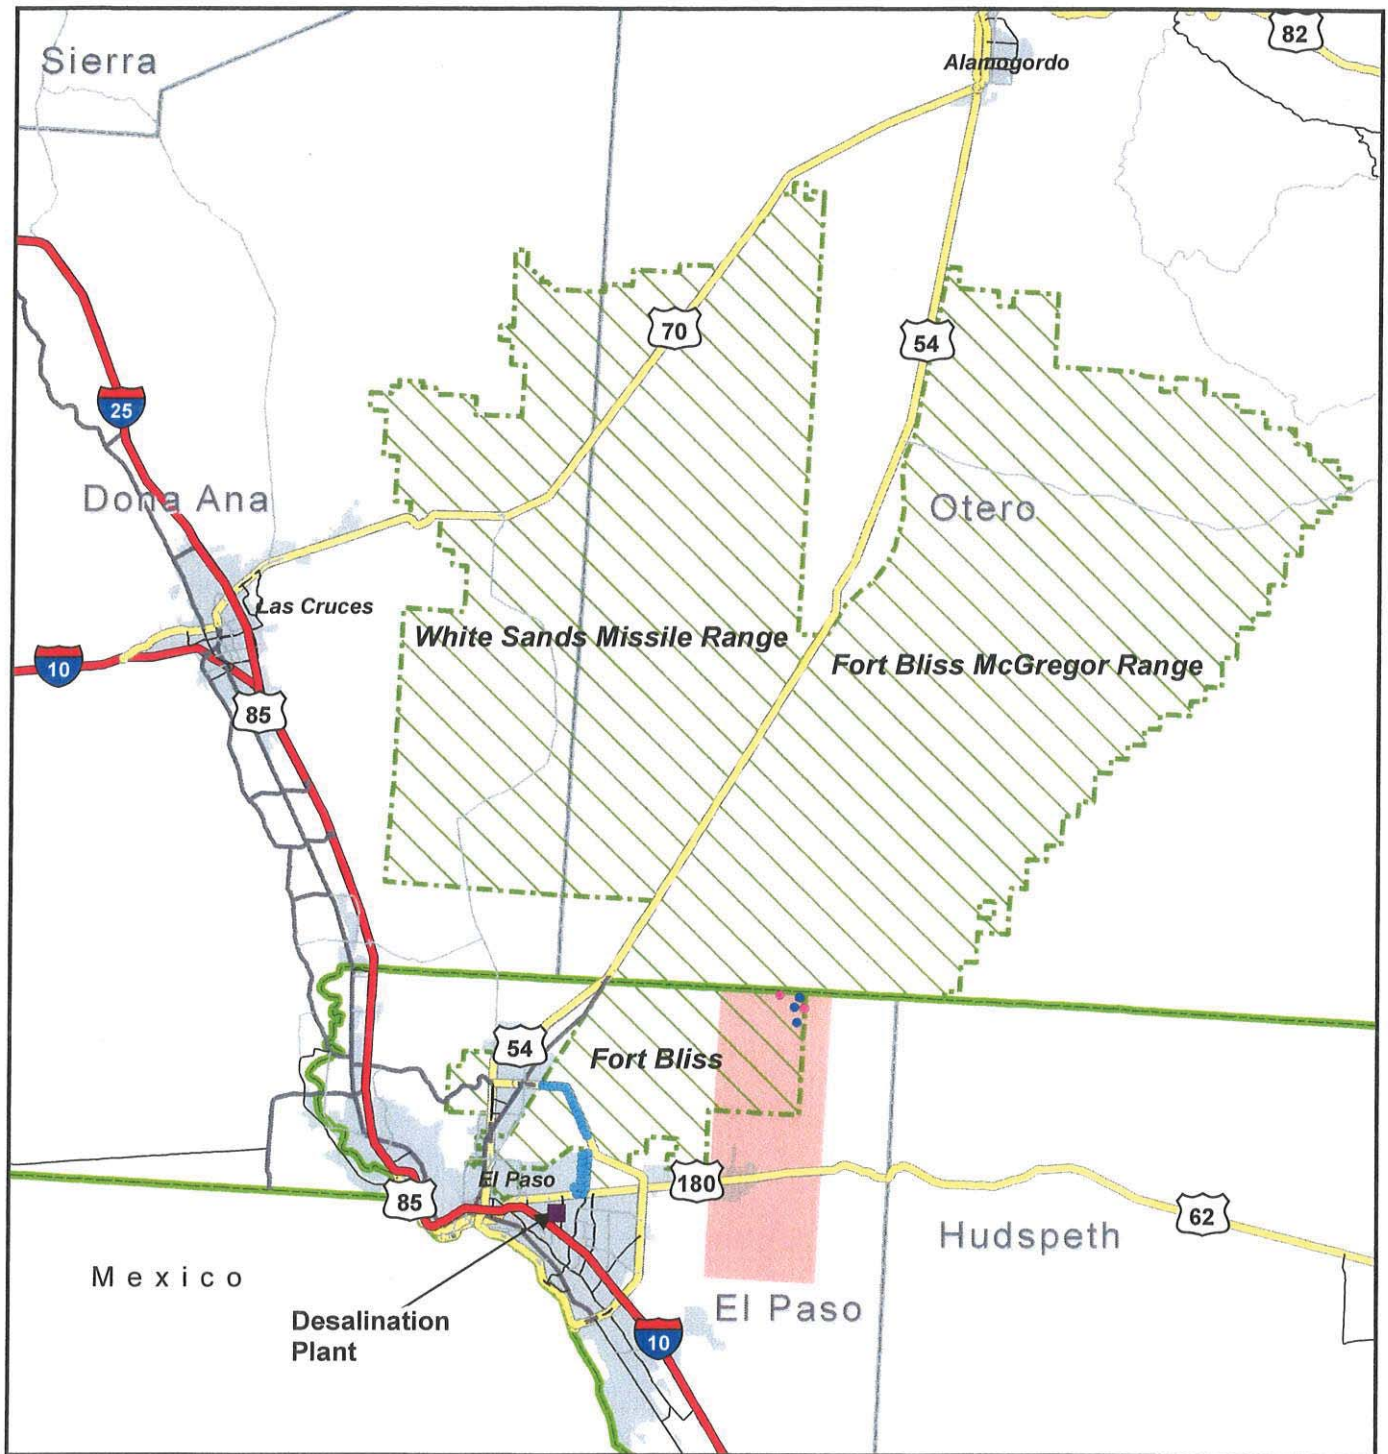 82
Sierra
Alamogordo
70
54
25
Dona Ana
Otero
Las Cruces
White Sands Missile Range
10
Fort Bliss McGregor Range
85
54
Fort Bliss
El Paso
180
85
62
Hudspeth
Mexico
El Paso
Desalination
Plant
10